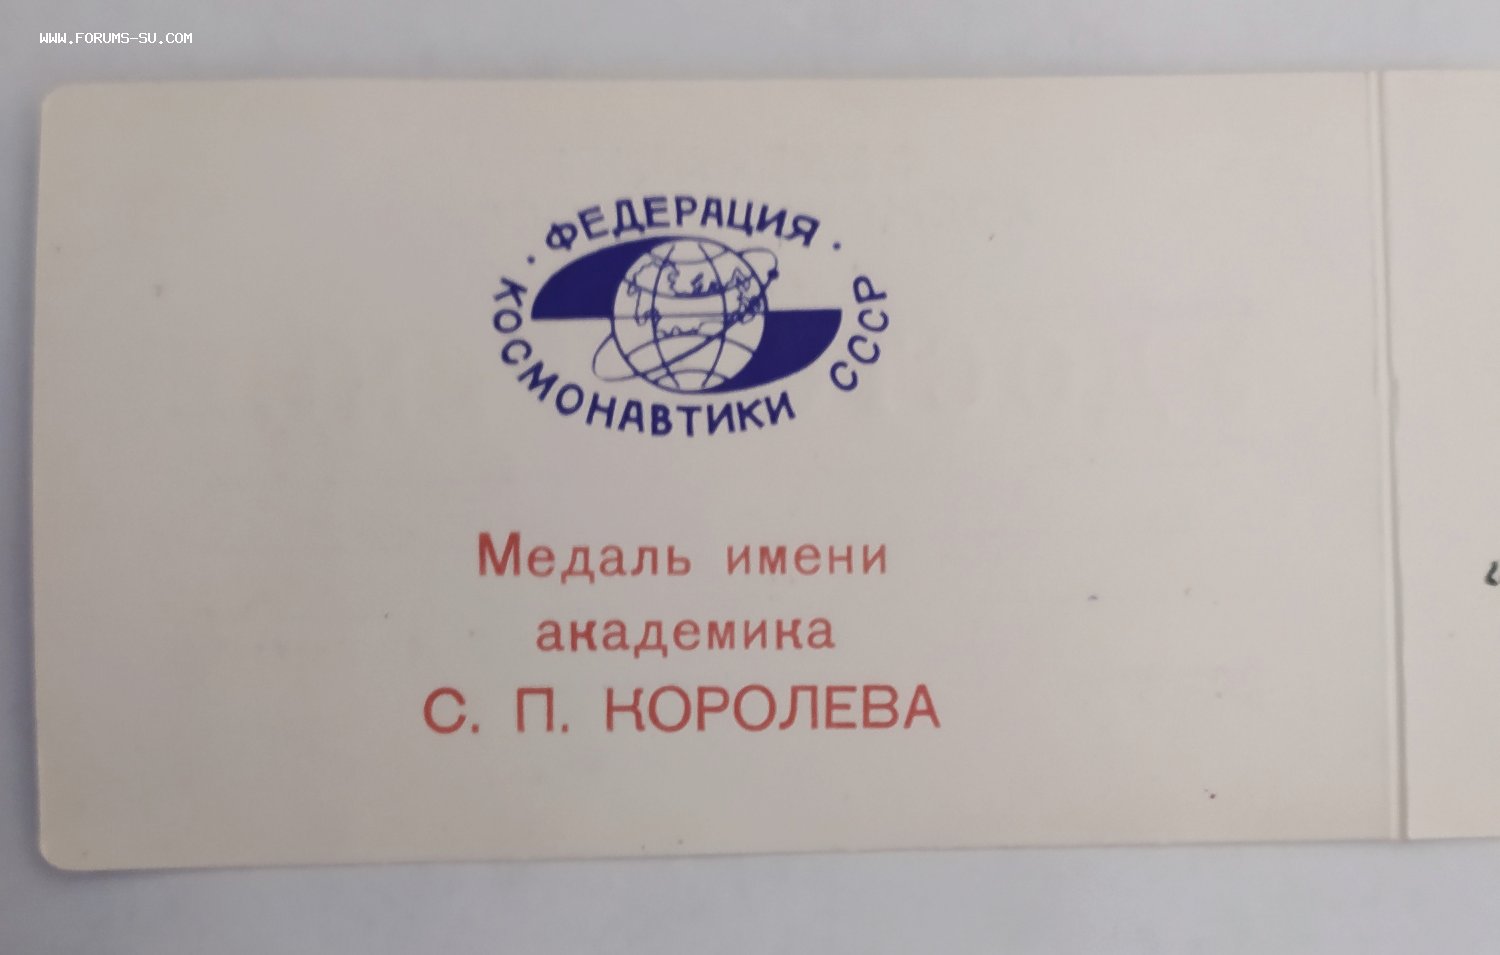 WWW.FORUMS-SU.COM
· ФЕДЕРАЦИЯ ·
КОСМОНАВТИКИ СССР
Медаль имени
академика
С. П. КОРОЛЕВА